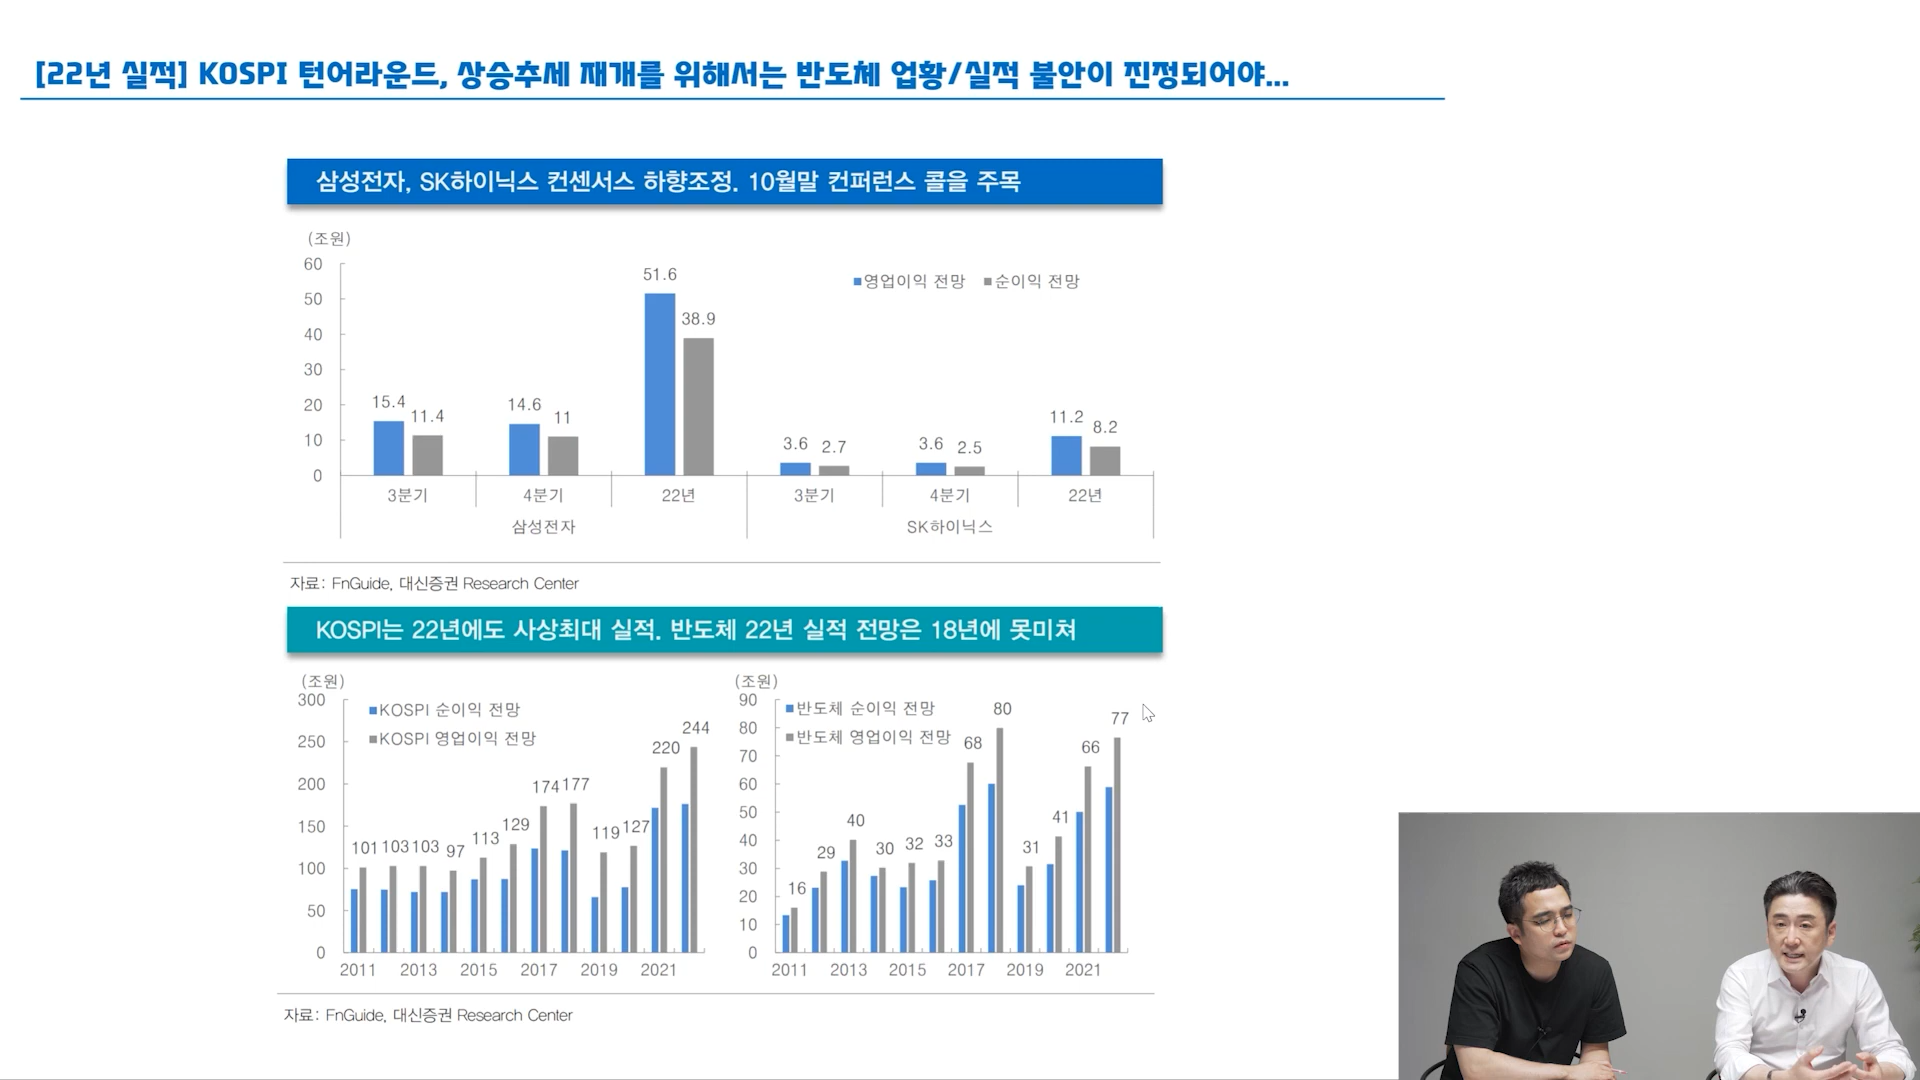 [22년 실적] KOSPI 턴어라운드, 상승추세 재개를 위해서는 반도체 업황/실적 불안이 진정되어야...
삼성전자, SK하이닉스 컨센서스 하향조정. 10월말 컨퍼런스 콜을 주목
(조원)
60
50
40
30
20
10
0
영업이익 전망 순이익 전망
15.4 11.4 14.6 11 51.6 38.9 3.6 2.7 3.6 2.5 11.2 8.2
3분기 4분기 22년 3분기 4분기 22년
삼성전자 SK하이닉스
자료: FnGuide, 대신증권 Research Center
KOSPI는 22년에도 사상최대 실적. 반도체 22년 실적 전망은 18년에 못미쳐
(조원)
300
250
200
150
100
50
0
KOSPI 순이익 전망
KOSPI 영업이익 전망
101 103 103 97 113 129 174 177 119 127 220 244
2011 2013 2015 2017 2019 2021
(조원)
90
80
70
60
50
40
30
20
10
0
반도체 순이익 전망
반도체 영업이익 전망
16 29 40 30 32 33 68 80 31 41 66 77
2011 2013 2015 2017 2019 2021
자료: FnGuide, 대신증권 Research Center